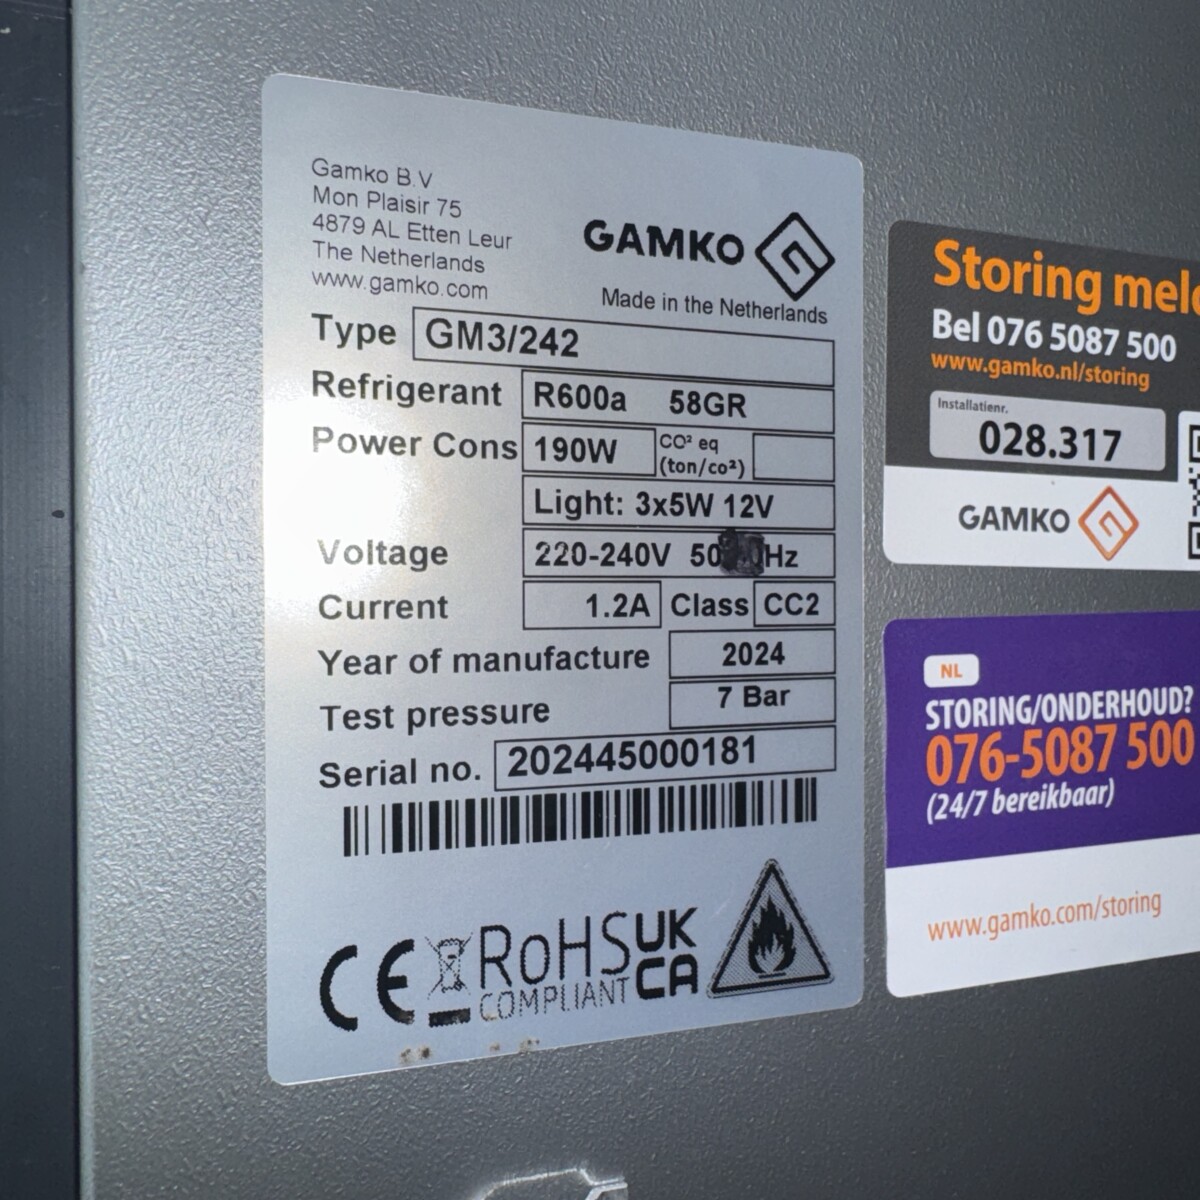 Gamko B.V
Mon Plaisir 75
4879 AL Etten Leur
The Netherlands
www.gamko.com
GAMKO
Made in the Netherlands
Type GM3/242
Refrigerant R600a 58GR
Power Cons 190W CO² eq (ton/co²)
Light: 3x5W 12V
Voltage 220-240V 50 Hz
Current 1.2A Class CC2
Year of manufacture 2024
Test pressure 7 Bar
Serial no. 202445000181
CE RoHS COMPLIANT UK CA
Storing
Bel 076 5087 500
www.gamko.nl/storing
Installatienr.
028.317
GAMKO
NL
STORING/ONDERHOUD?
076-5087 500
(24/7 bereikbaar)
www.gamko.com/storing